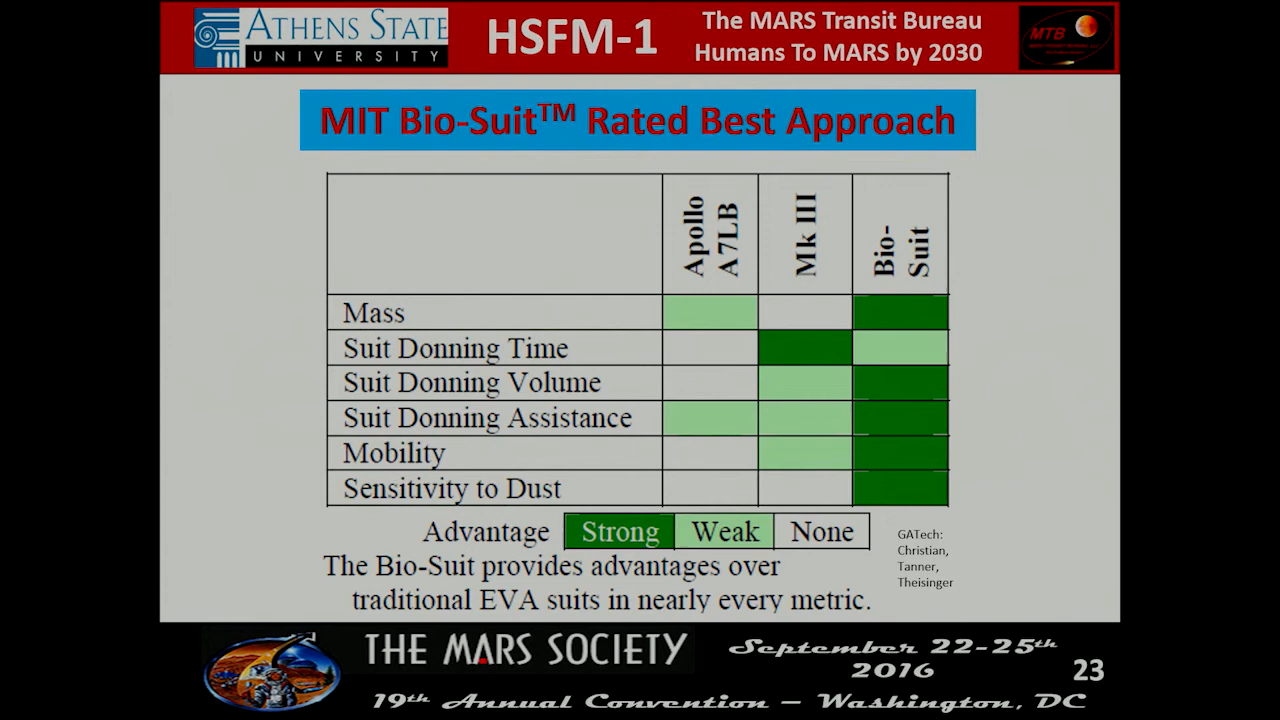 ATHENS STATE
UNIVERSITY
HSFM-1
The MARS Transit Bureau
Humans To MARS by 2030
MTB
MIT Bio-Suit™ Rated Best Approach
Apollo
A7LB
Mk III
Bio-
Suit
Mass
Suit Donning Time
Suit Donning Volume
Suit Donning Assistance
Mobility
Sensitivity to Dust
Advantage Strong Weak None
The Bio-Suit provides advantages over
traditional EVA suits in nearly every metric.
GATech:
Christian,
Tanner,
Theisinger
THE MARS SOCIETY
September 22-25th
2016
19th Annual Convention – Washington, DC
23